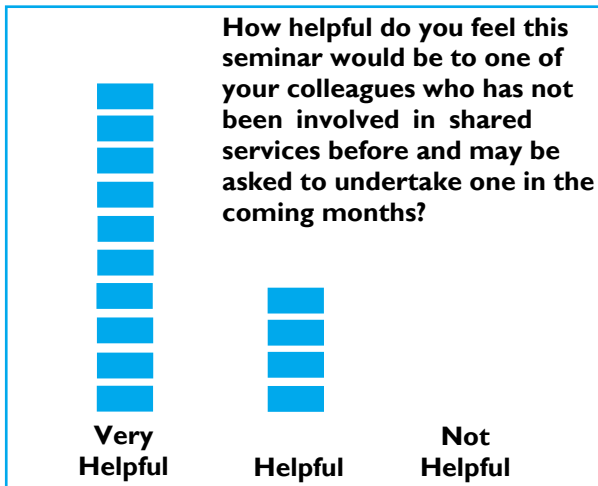 How helpful do you feel this
seminar would be to one of
your colleagues who has not
been involved in shared
services before and may be
asked to undertake one in the
coming months?
Very
Helpful
Helpful
Not
Helpful